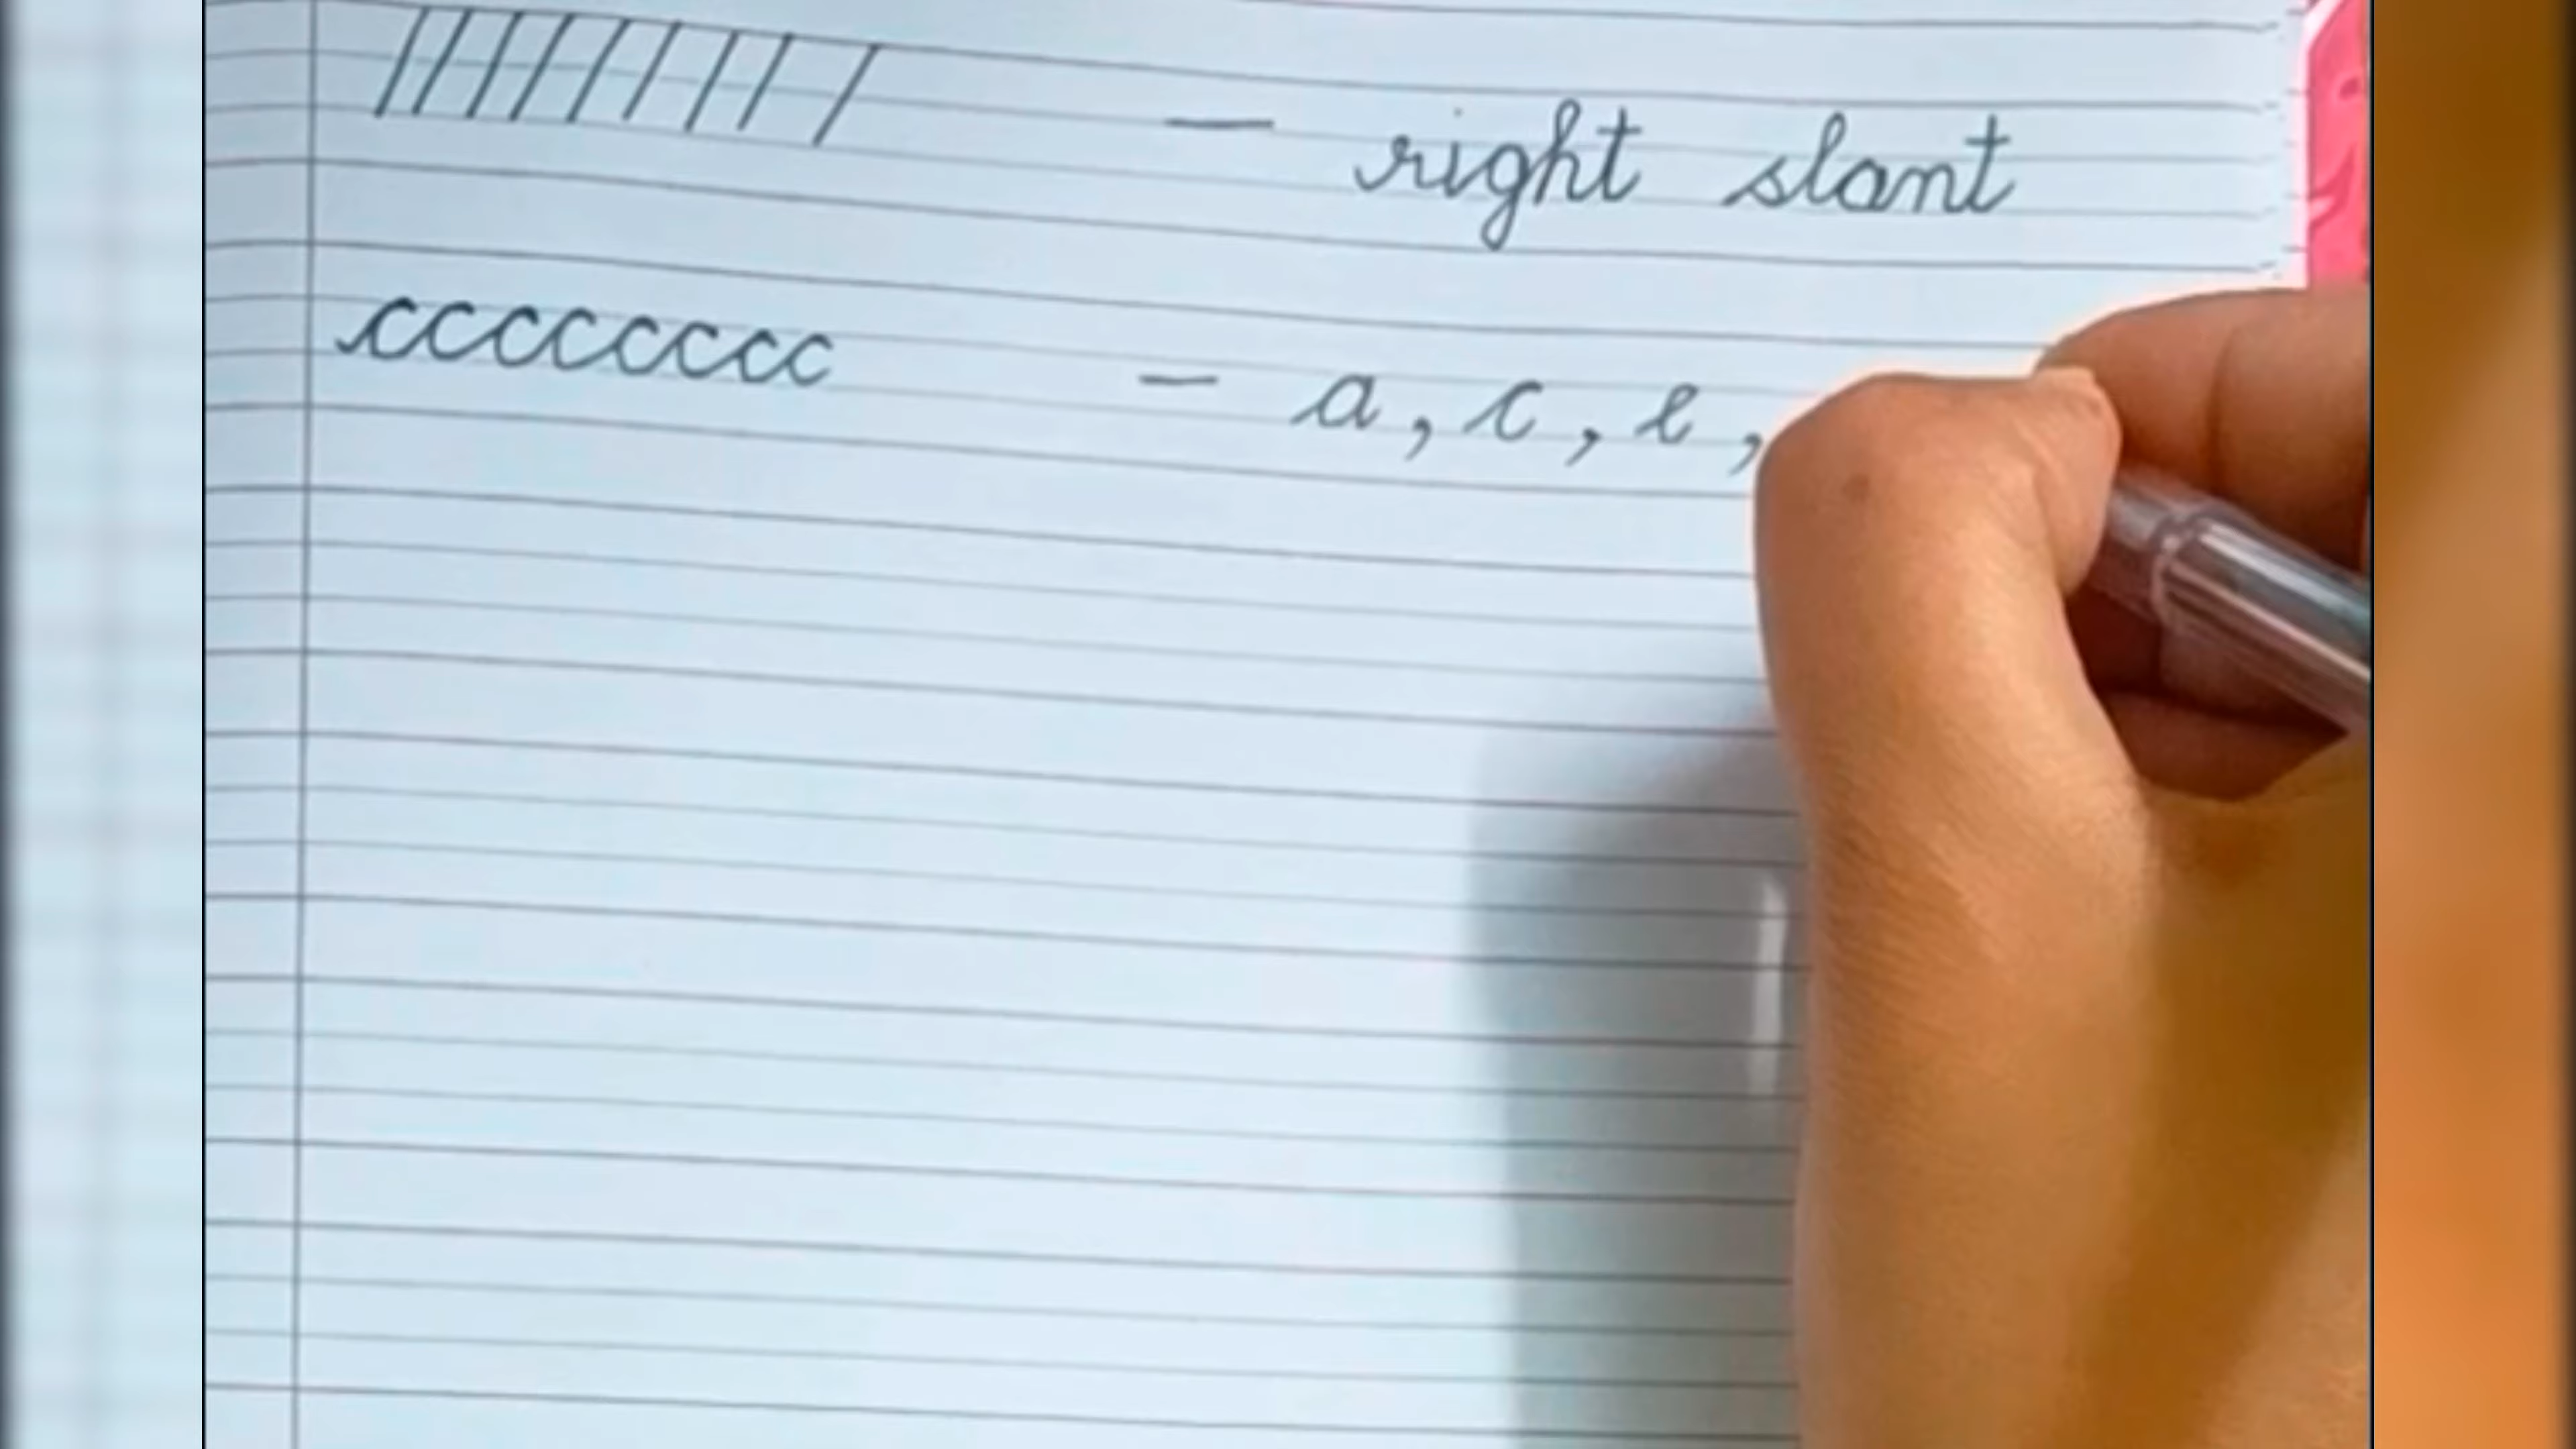 ///////// — right slant
cccccccc — a, c, e,